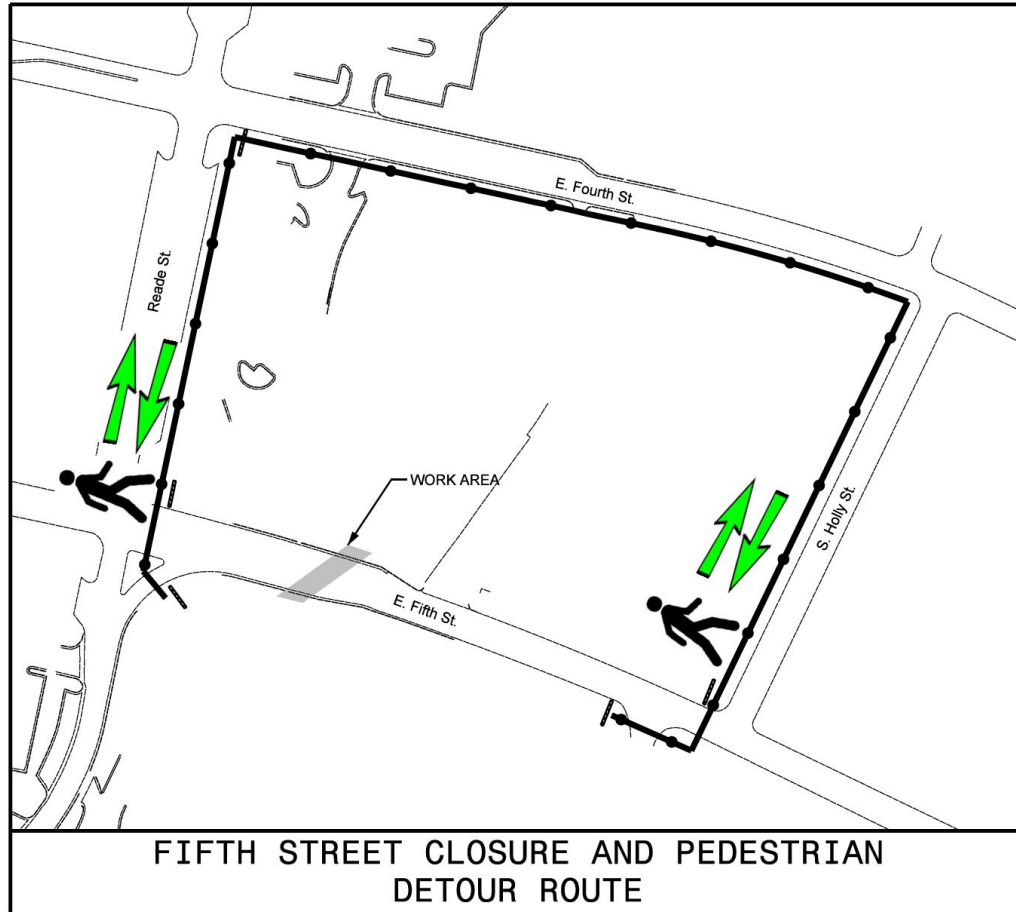 E. Fourth St.
Reade St.
WORK AREA
S. Holly St.
E. Fifth St.
FIFTH STREET CLOSURE AND PEDESTRIAN
DETOUR ROUTE